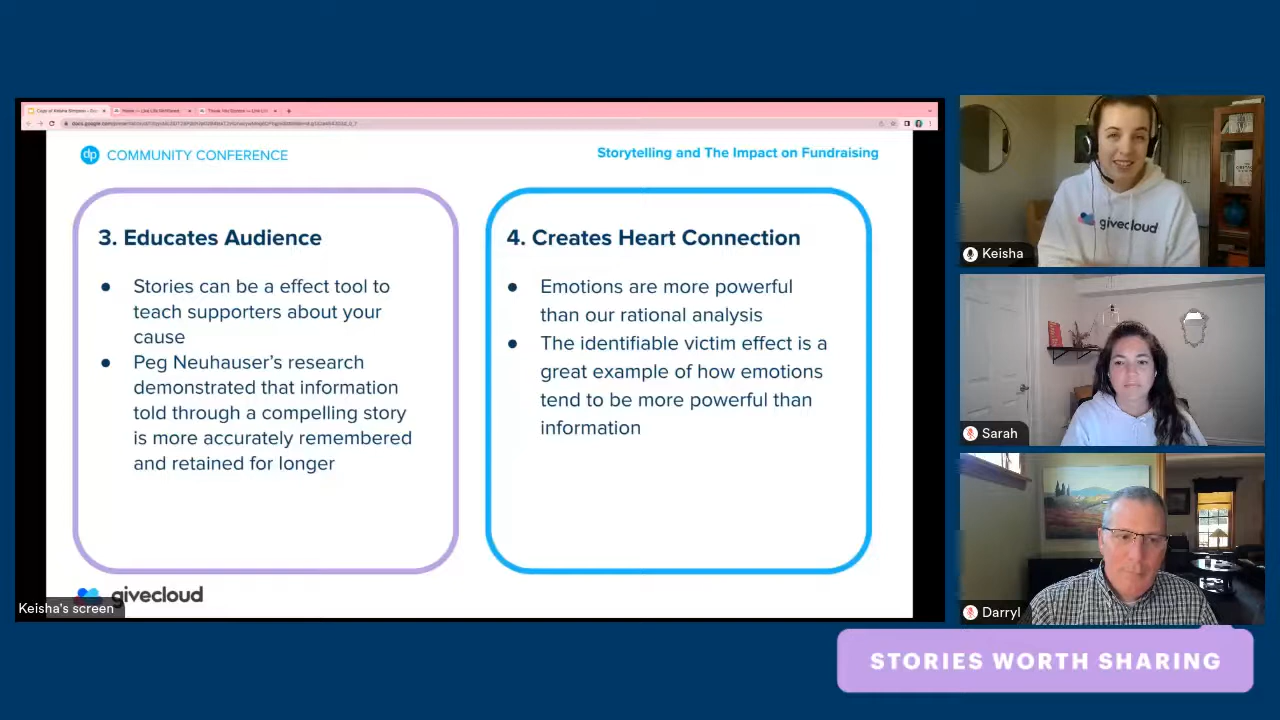 dp COMMUNITY CONFERENCE
Storytelling and The Impact on Fundraising
3. Educates Audience
● Stories can be a effect tool to
teach supporters about your
cause
● Peg Neuhauser’s research
demonstrated that information
told through a compelling story
is more accurately remembered
and retained for longer
4. Creates Heart Connection
● Emotions are more powerful
than our rational analysis
● The identifiable victim effect is a
great example of how emotions
tend to be more powerful than
information
givecloud
Keisha's screen
givecloud
Keisha
Sarah
Darryl
STORIES WORTH SHARING